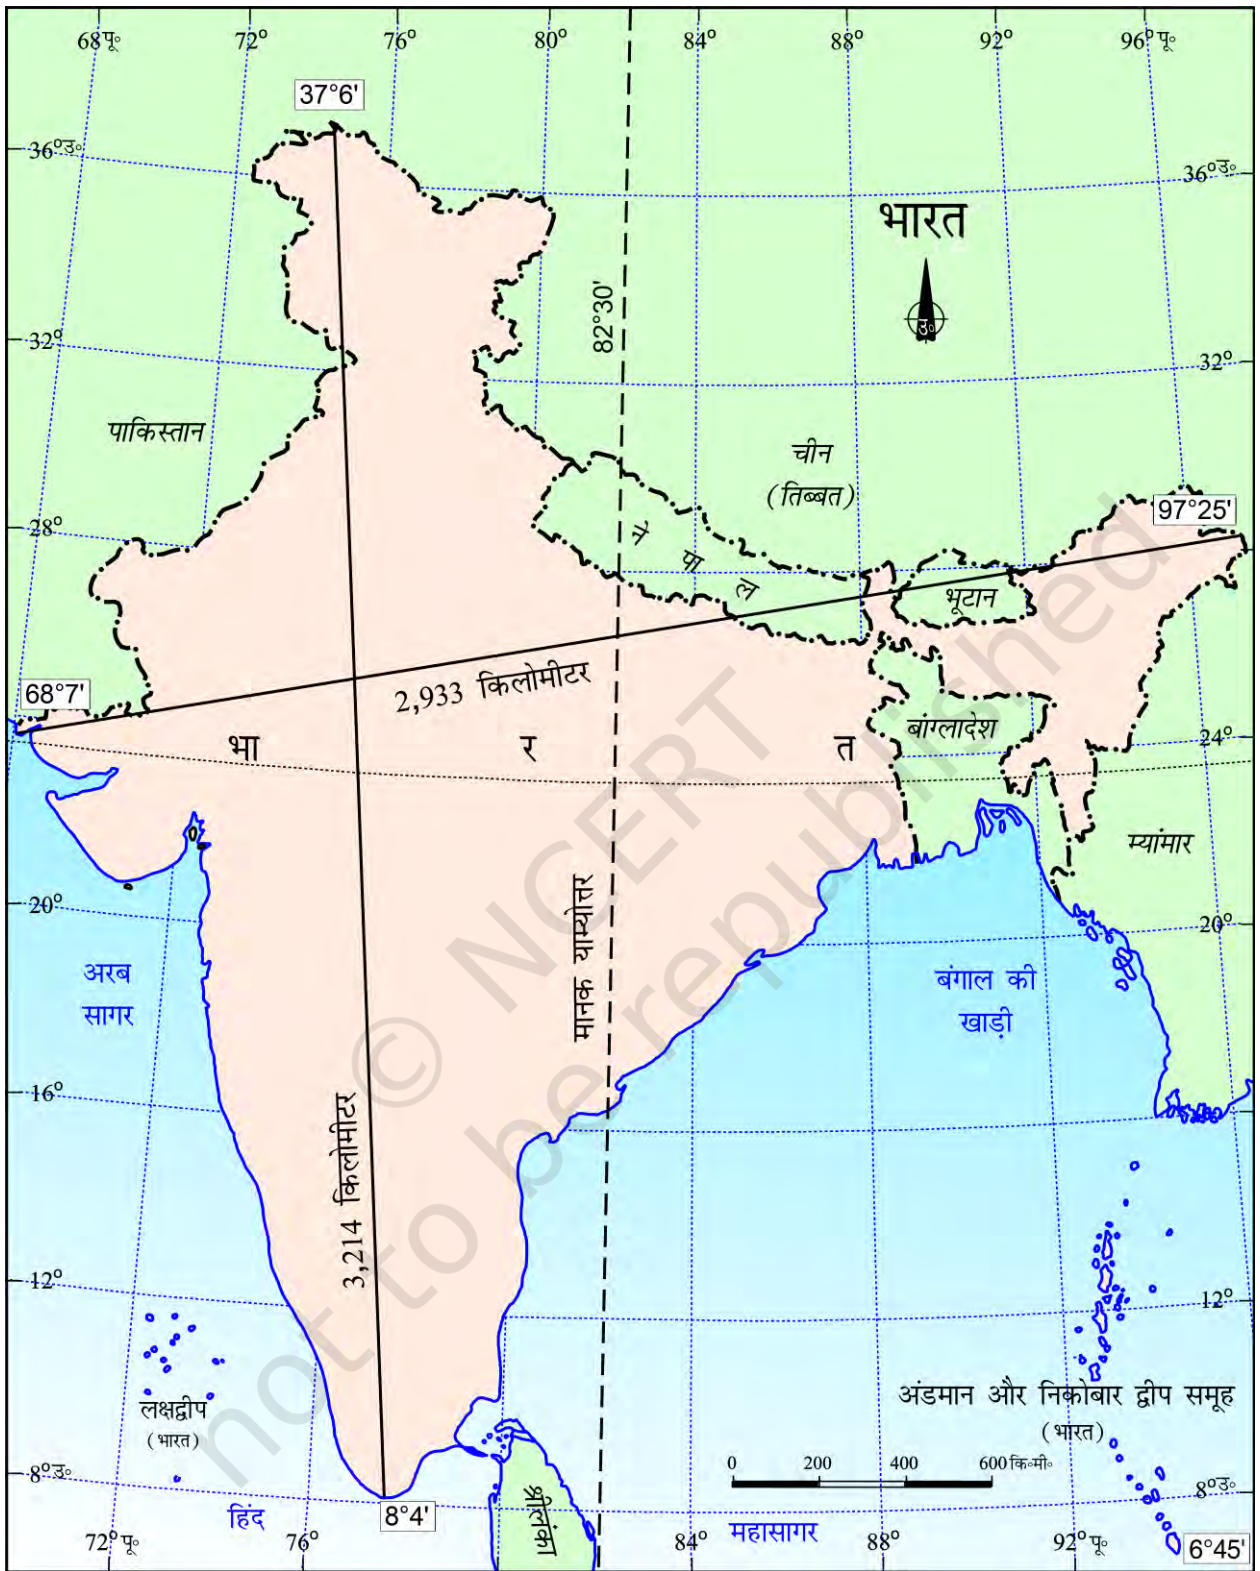 68°पू॰ 72° 76° 80° 84° 88° 92° 96°पू॰
37°6'
36°उ॰ 36°उ॰
भारत
82°30'
उ॰
32° 32°
पाकिस्तान
चीन
(तिब्बत)
97°25'
28°
नेपाल
भूटान
68°7'
2,933 किलोमीटर
बांग्लादेश
भा र त
24°
म्यांमार
20° 20°
मानक याम्योत्तर
अरब
सागर
बंगाल की
खाड़ी
16°
3,214 किलोमीटर
12° 12°
लक्षद्वीप
(भारत)
अंडमान और निकोबार द्वीप समूह
(भारत)
0 200 400 600 कि॰मी॰
8°उ॰ 8°उ॰
8°4'
श्रीलंका
हिंद महासागर
72°पू॰ 76° 84° 88° 92°पू॰
6°45'
© NCERT
not to be republished